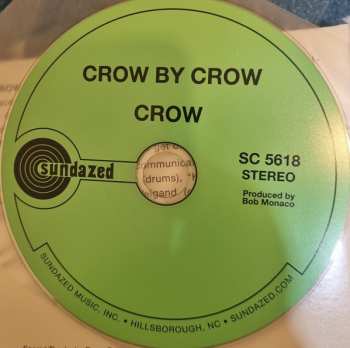 CROW BY CROW
CROW
sundazed
SC 5618
STEREO
Produced by
Bob Monaco
communica
(drums), "
SUNDAZED MUSIC, INC. • HILLSBOROUGH, NC • SUNDAZED.COM